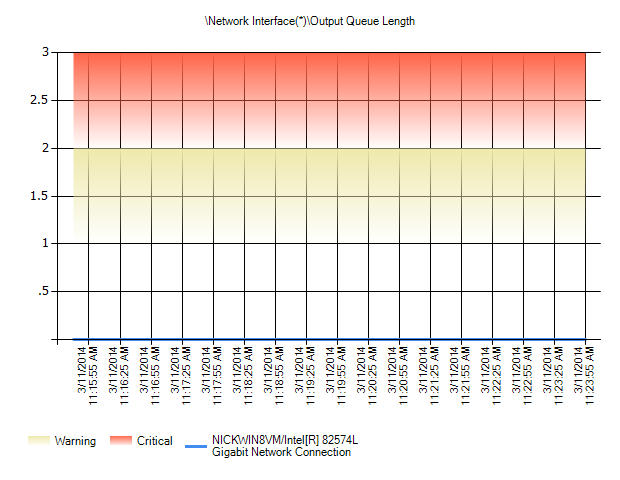 \Network Interface(*)\Output Queue Length
3
2.5
2
1.5
1
.5
3/11/2014
11:15:55 AM
3/11/2014
11:16:25 AM
3/11/2014
11:16:55 AM
3/11/2014
11:17:25 AM
3/11/2014
11:17:55 AM
3/11/2014
11:18:25 AM
3/11/2014
11:18:55 AM
3/11/2014
11:19:25 AM
3/11/2014
11:19:55 AM
3/11/2014
11:20:25 AM
3/11/2014
11:20:55 AM
3/11/2014
11:21:25 AM
3/11/2014
11:21:55 AM
3/11/2014
11:22:25 AM
3/11/2014
11:22:55 AM
3/11/2014
11:23:25 AM
3/11/2014
11:23:55 AM
Warning
Critical
NICKWIN8VM/Intel[R] 82574L
Gigabit Network Connection